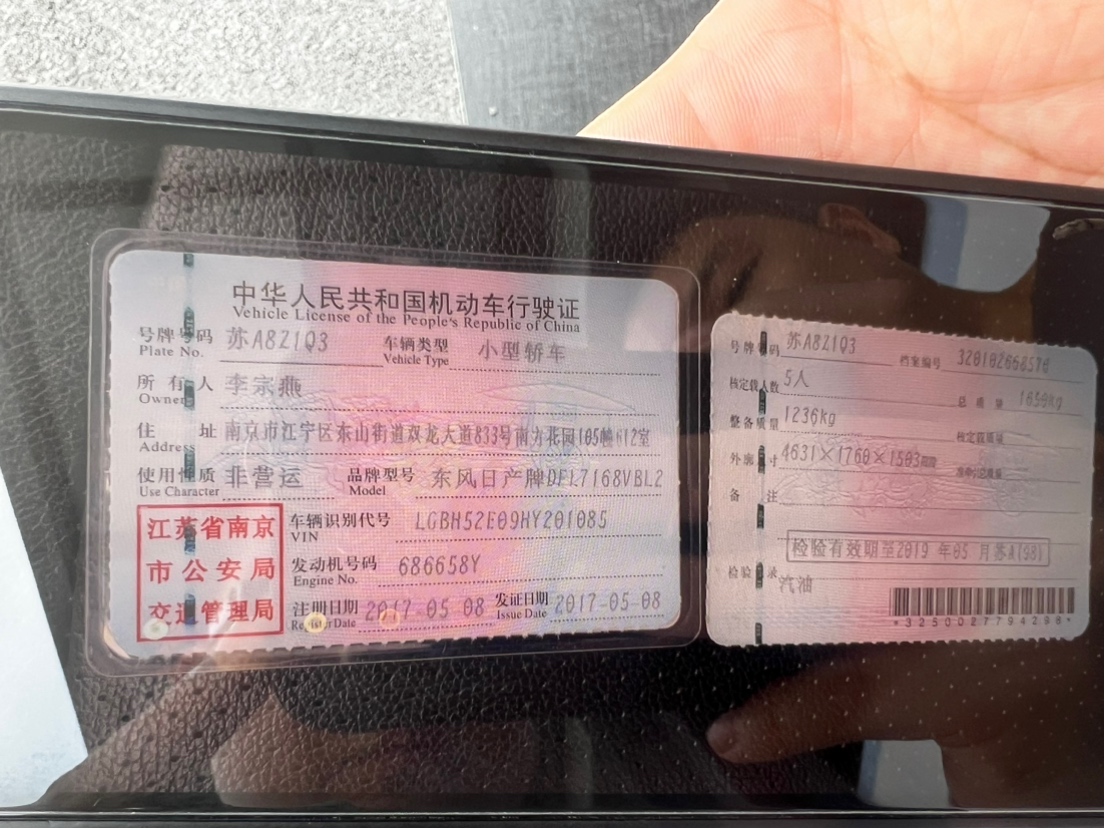 中华人民共和国机动车行驶证
Vehicle License of the People's Republic of China
号牌号码 苏A8Z1Q3 车辆类型 小型轿车
Plate No. Vehicle Type
所有人 李宗燕
Owner
住址 南京市江宁区东山街道双龙大道833号南方花园105幢612室
Address
使用性质 非营运 品牌型号 东风日产牌DFL7168VBL2
Use Character Model
江苏省南京
市公安局
交通管理局
车辆识别代号 LGBH52E09HY201085
VIN
发动机号码 686658Y
Engine No.
注册日期 2017-05-08 发证日期 2017-05-08
Register Date Issue Date
号牌号码 苏A8Z1Q3 档案编号
核定载人数 5人 总质量
整备质量 1236Kg 核定载质量
外廓尺寸 4631×1760×1503
备注
检验有效期至2019年05月苏A(98)
检验记录
汽油
*3250027794298*